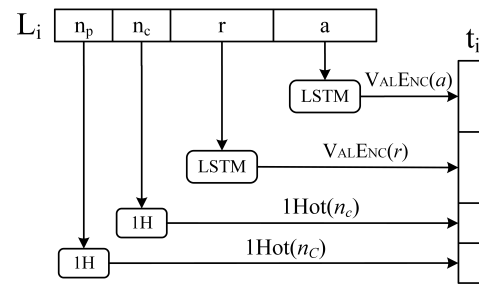 L_i n_p n_c r a t_i
LSTM VALENC(a)
LSTM VALENC(r)
1H 1Hot(n_c)
1H 1Hot(n_C)